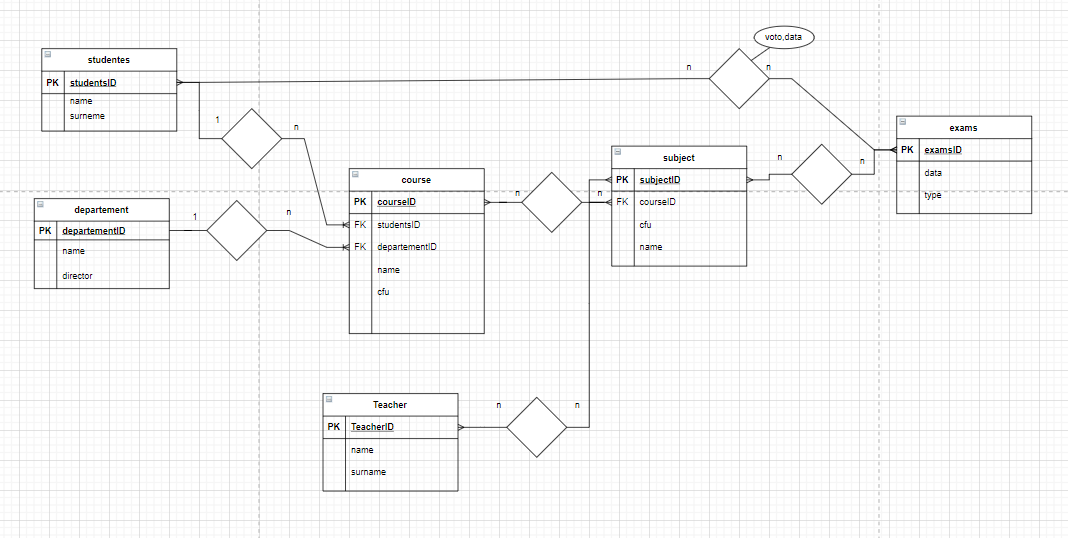 voto,data
n
n
studentes
PK studentsID
name
surneme
1
n
exams
PK examsID
data
type
subject
PK subjectID
FK courseID
cfu
name
n
n
course
PK courseID
FK studentsID
FK departementID
name
cfu
n
n
departement
PK departementID
name
director
1
n
Teacher
PK TeacherID
name
surname
n
n